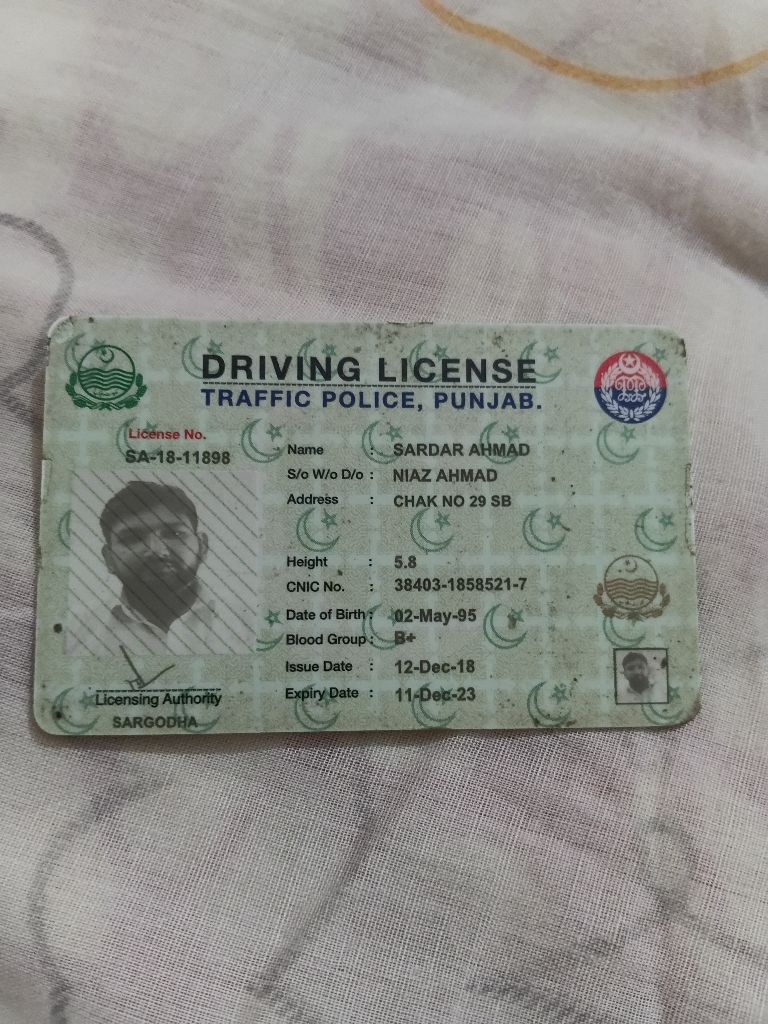 DRIVING LICENSE
TRAFFIC POLICE, PUNJAB.
License No.
SA-18-11898
Name : SARDAR AHMAD
S/o W/o D/o : NIAZ AHMAD
Address : CHAK NO 29 SB
Height : 5.8
CNIC No. : 38403-1858521-7
Date of Birth : 02-May-95
Blood Group : B+
Issue Date : 12-Dec-18
Expiry Date : 11-Dec-23
Licensing Authority
SARGODHA